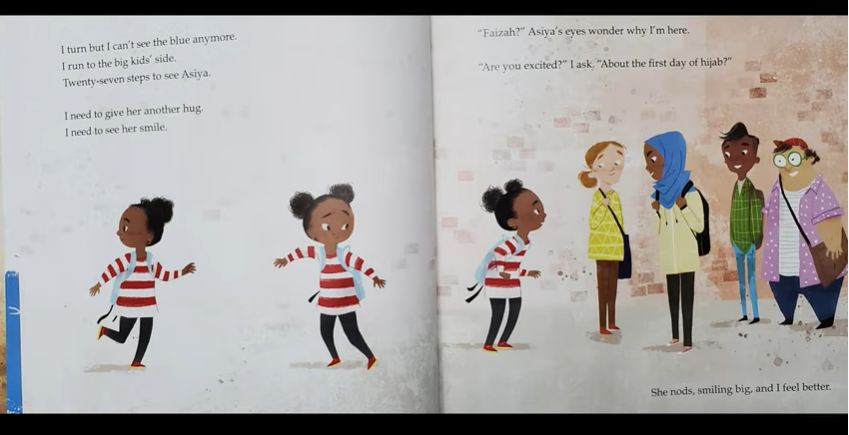 I turn but I can't see the blue anymore.
I run to the big kids' side.
Twenty-seven steps to see Asiya.
I need to give her another hug.
I need to see her smile.
"Faizah?" Asiya's eyes wonder why I'm here.
"Are you excited?" I ask. "About the first day of hijab?"
She nods, smiling big, and I feel better.